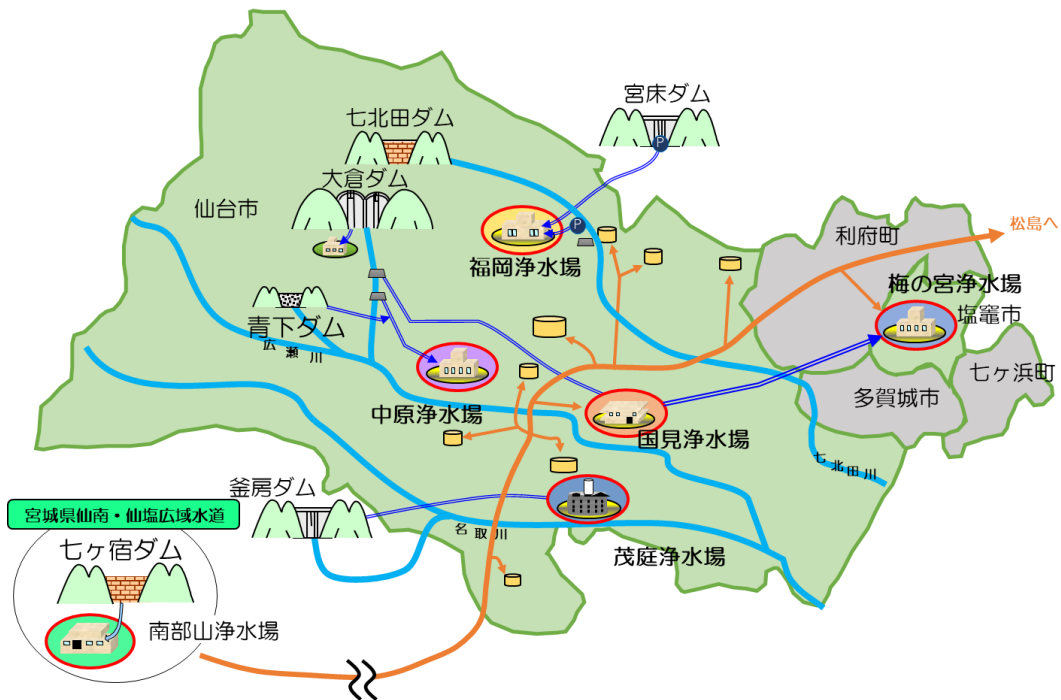 宮床ダム
七北田ダム
P
大倉ダム
仙台市
P
利府町
松島へ
福岡浄水場
梅の宮浄水場
塩竈市
青下ダム
広瀬川
七ヶ浜町
中原浄水場
多賀城市
国見浄水場
七北田川
釜房ダム
宮城県仙南・仙塩広域水道
名取川
七ヶ宿ダム
茂庭浄水場
南部山浄水場